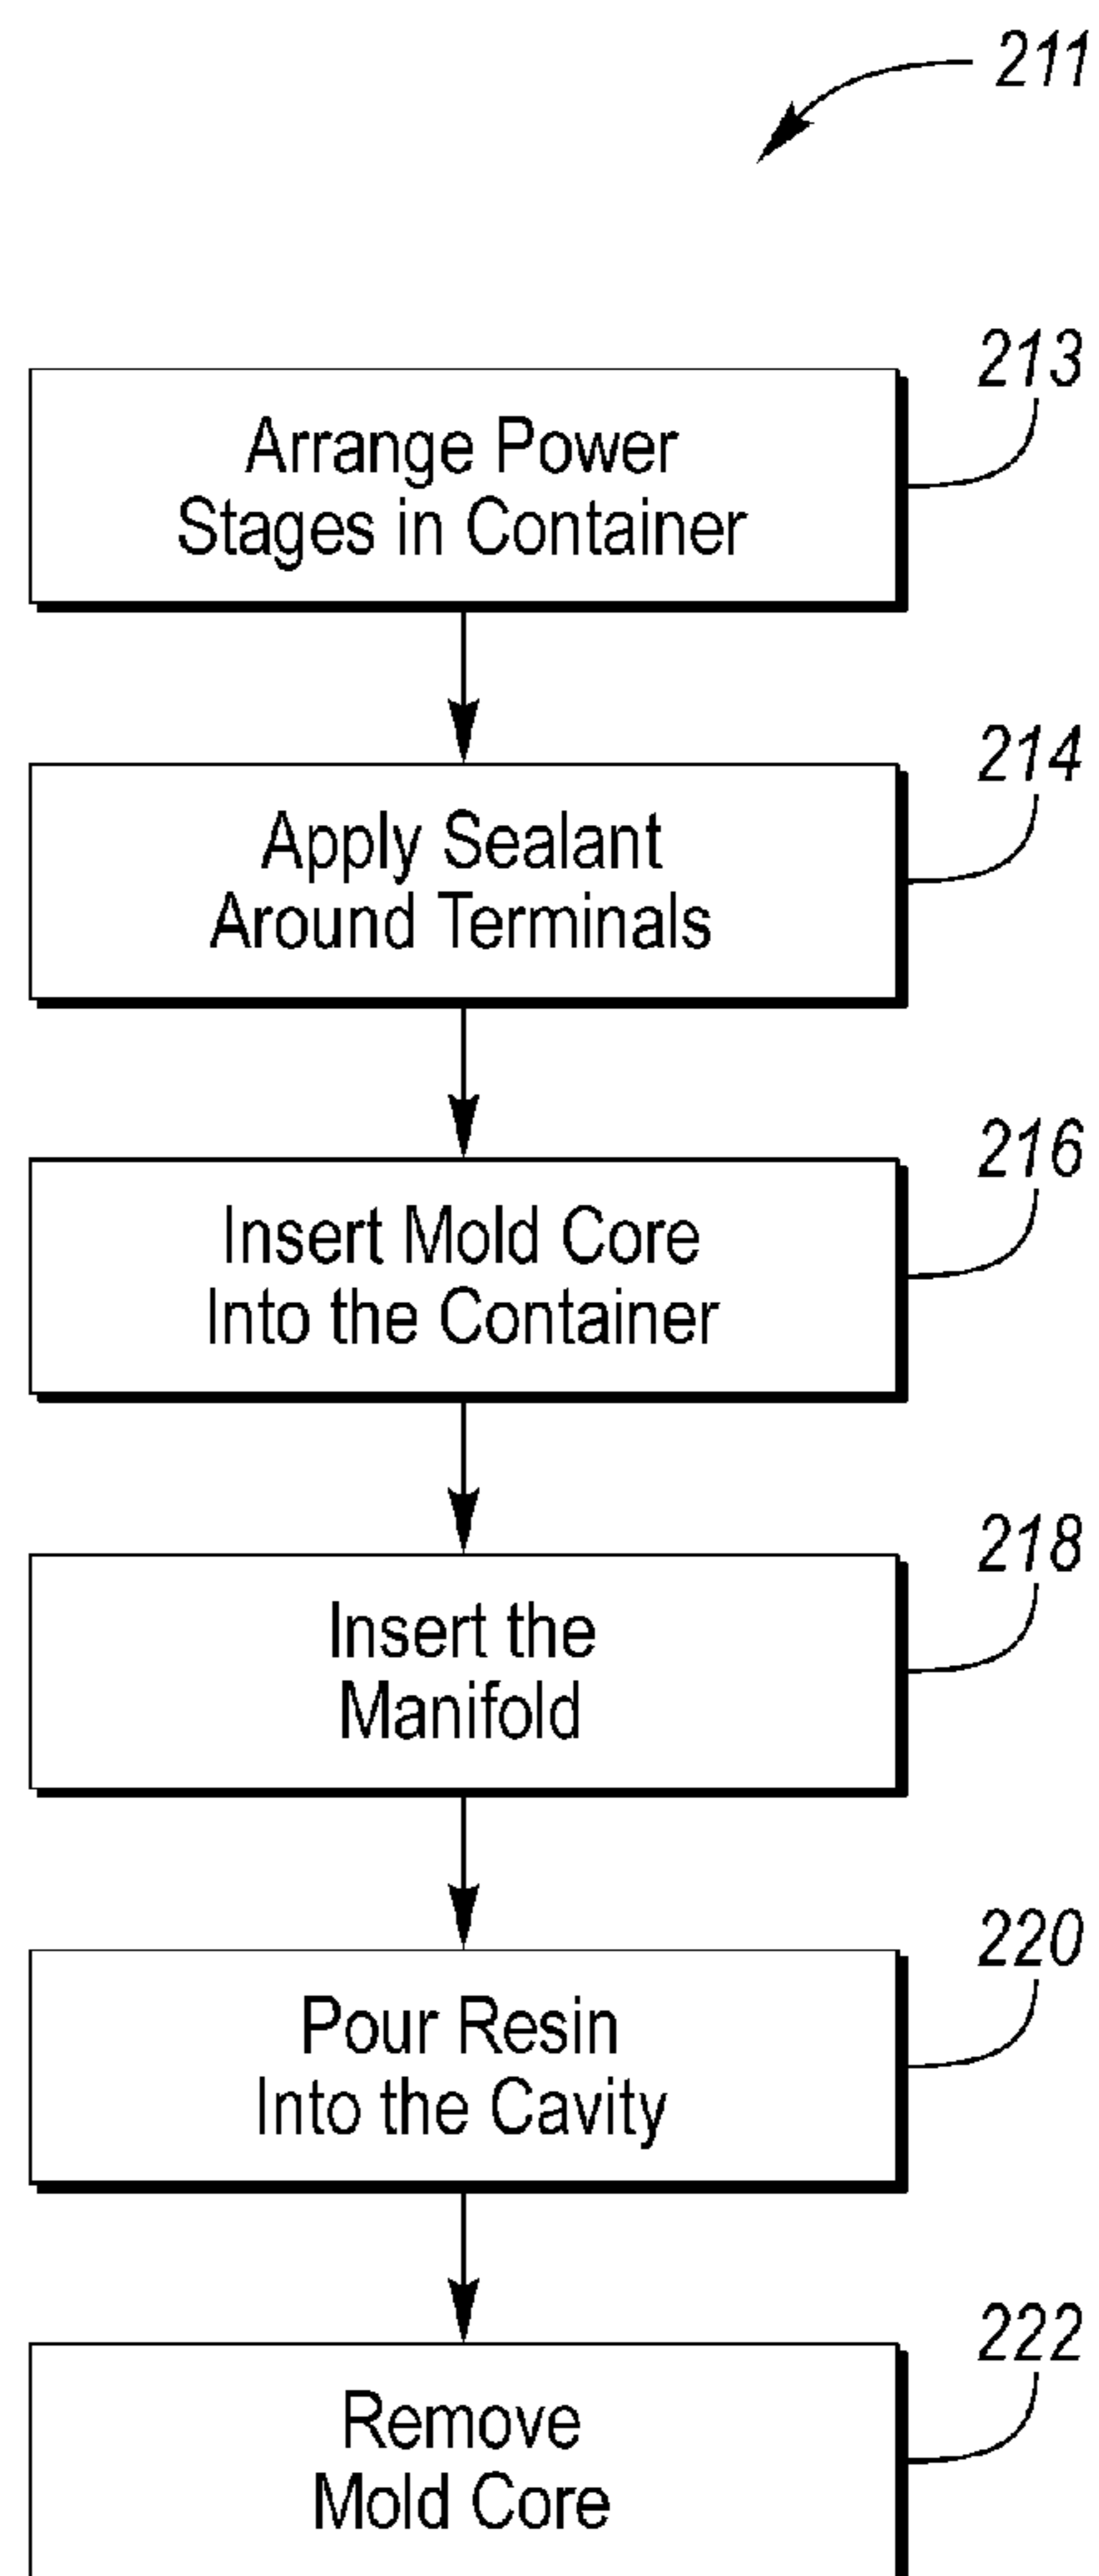 211
213
Arrange Power
Stages in Container
214
Apply Sealant
Around Terminals
216
Insert Mold Core
Into the Container
218
Insert the
Manifold
220
Pour Resin
Into the Cavity
222
Remove
Mold Core